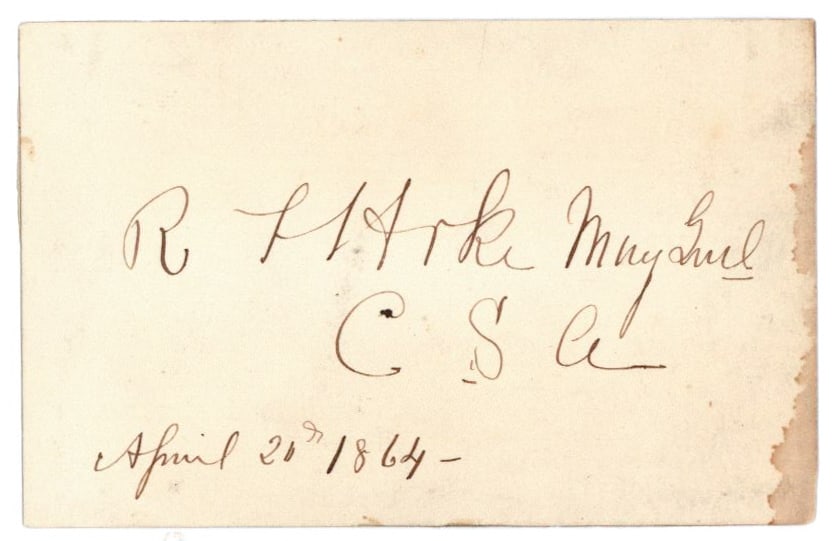 R F Hoke Maj Genl
C S A
April 20th 1864 –